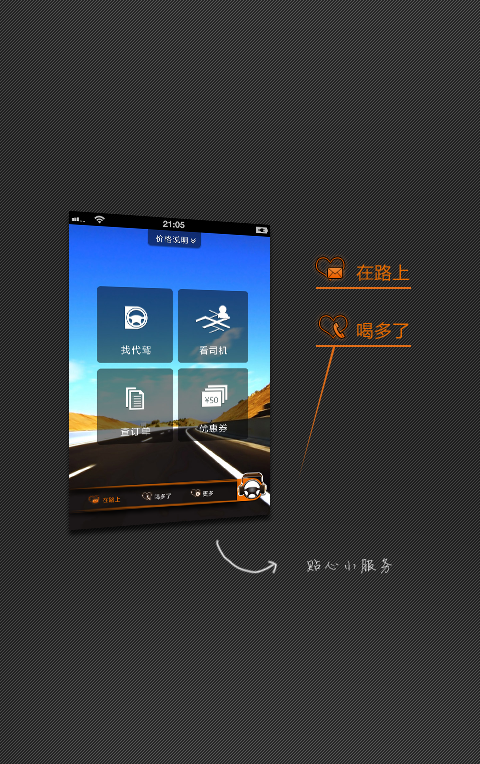 21:05
价格说明
找代驾
看司机
查订单
¥50
优惠券
在路上
喝多了
更多
在路上
喝多了
贴心小服务